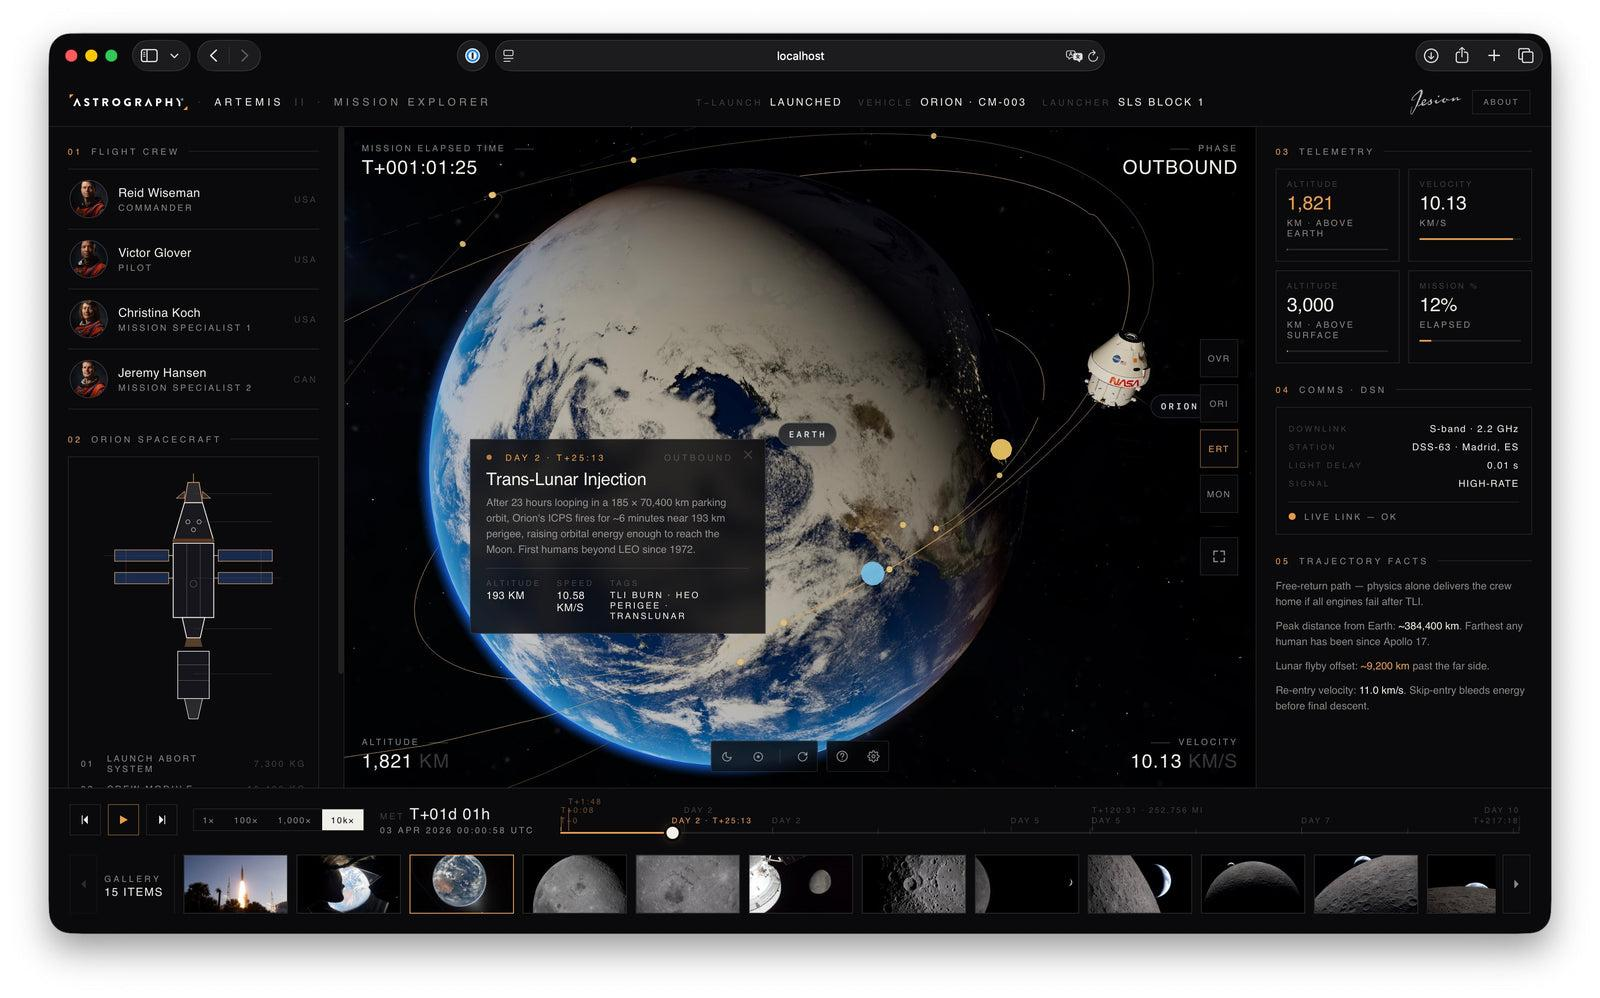 localhost
ASTROGRAPHY · ARTEMIS II · MISSION EXPLORER
T-LAUNCH LAUNCHED VEHICLE ORION · CM-003 LAUNCHER SLS BLOCK 1
Jesion
ABOUT
01 FLIGHT CREW
Reid Wiseman
COMMANDER
USA
Victor Glover
PILOT
USA
Christina Koch
MISSION SPECIALIST 1
USA
Jeremy Hansen
MISSION SPECIALIST 2
CAN
02 ORION SPACECRAFT
01 LAUNCH ABORT
SYSTEM
7,300 KG
MISSION ELAPSED TIME
T+001:01:25
PHASE
OUTBOUND
EARTH
ORION
NASA
OVR
ORI
ERT
MON
DAY 2 · T+25:13 OUTBOUND
Trans-Lunar Injection
After 23 hours looping in a 185 × 70,400 km parking
orbit, Orion's ICPS fires for ~6 minutes near 193 km
perigee, raising orbital energy enough to reach the
Moon. First humans beyond LEO since 1972.
ALTITUDE SPEED TAGS
193 KM
10.58
KM/S
TLI BURN · HEO
PERIGEE ·
TRANSLUNAR
ALTITUDE
1,821 KM
VELOCITY
10.13 KM/S
03 TELEMETRY
ALTITUDE
1,821
KM · ABOVE
EARTH
VELOCITY
10.13
KM/S
ALTITUDE
3,000
KM · ABOVE
SURFACE
MISSION %
12%
ELAPSED
04 COMMS · DSN
DOWNLINK S-band · 2.2 GHz
STATION DSS-63 · Madrid, ES
LIGHT DELAY 0.01 s
SIGNAL HIGH-RATE
LIVE LINK — OK
05 TRAJECTORY FACTS
Free-return path — physics alone delivers the crew
home if all engines fail after TLI.
Peak distance from Earth: ~384,400 km. Farthest any
human has been since Apollo 17.
Lunar flyby offset: ~9,200 km past the far side.
Re-entry velocity: 11.0 km/s. Skip-entry bleeds energy
before final descent.
1× 100× 1,000× 10k×
MET T+01d 01h
03 APR 2026 00:00:58 UTC
T+1:48
T+0:08
DAY 2
T+120:31 · 252,756 MI
DAY 10
DAY 2 · T+25:13
DAY 2
DAY 5
DAY 5
DAY 7
T+217:18
GALLERY
15 ITEMS